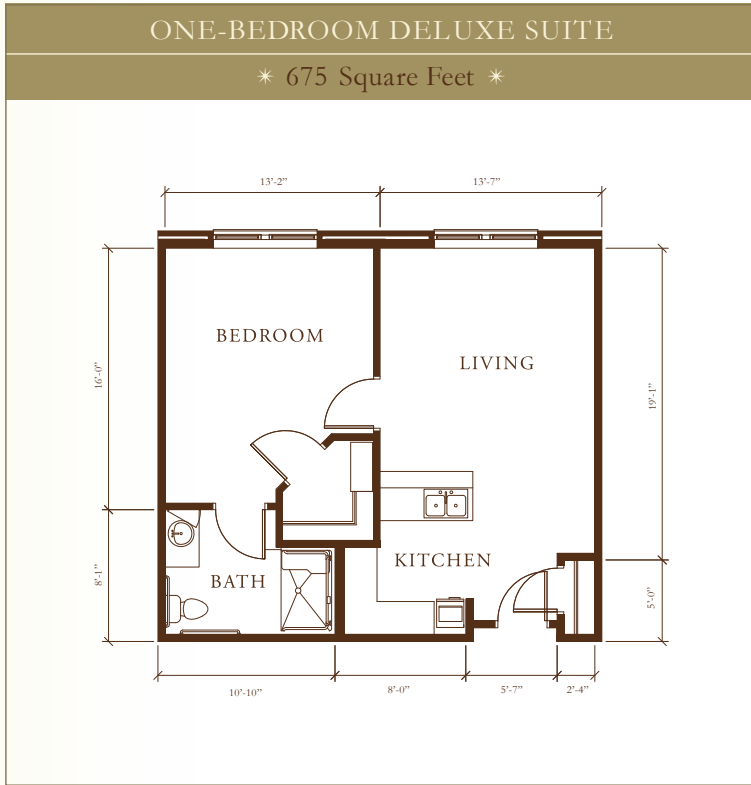 ONE-BEDROOM DELUXE SUITE
675 Square Feet
13'-2"
13'-7"
BEDROOM
LIVING
16'-0"
19'-1"
KITCHEN
BATH
8'-1"
5'-0"
10'-10"
8'-0"
5'-7"
2'-4"